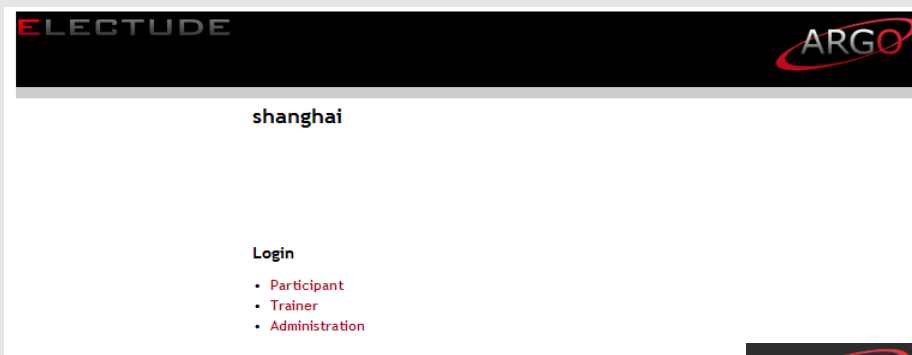 ELECTUDE
ARGO
shanghai
Login
• Participant
• Trainer
• Administration